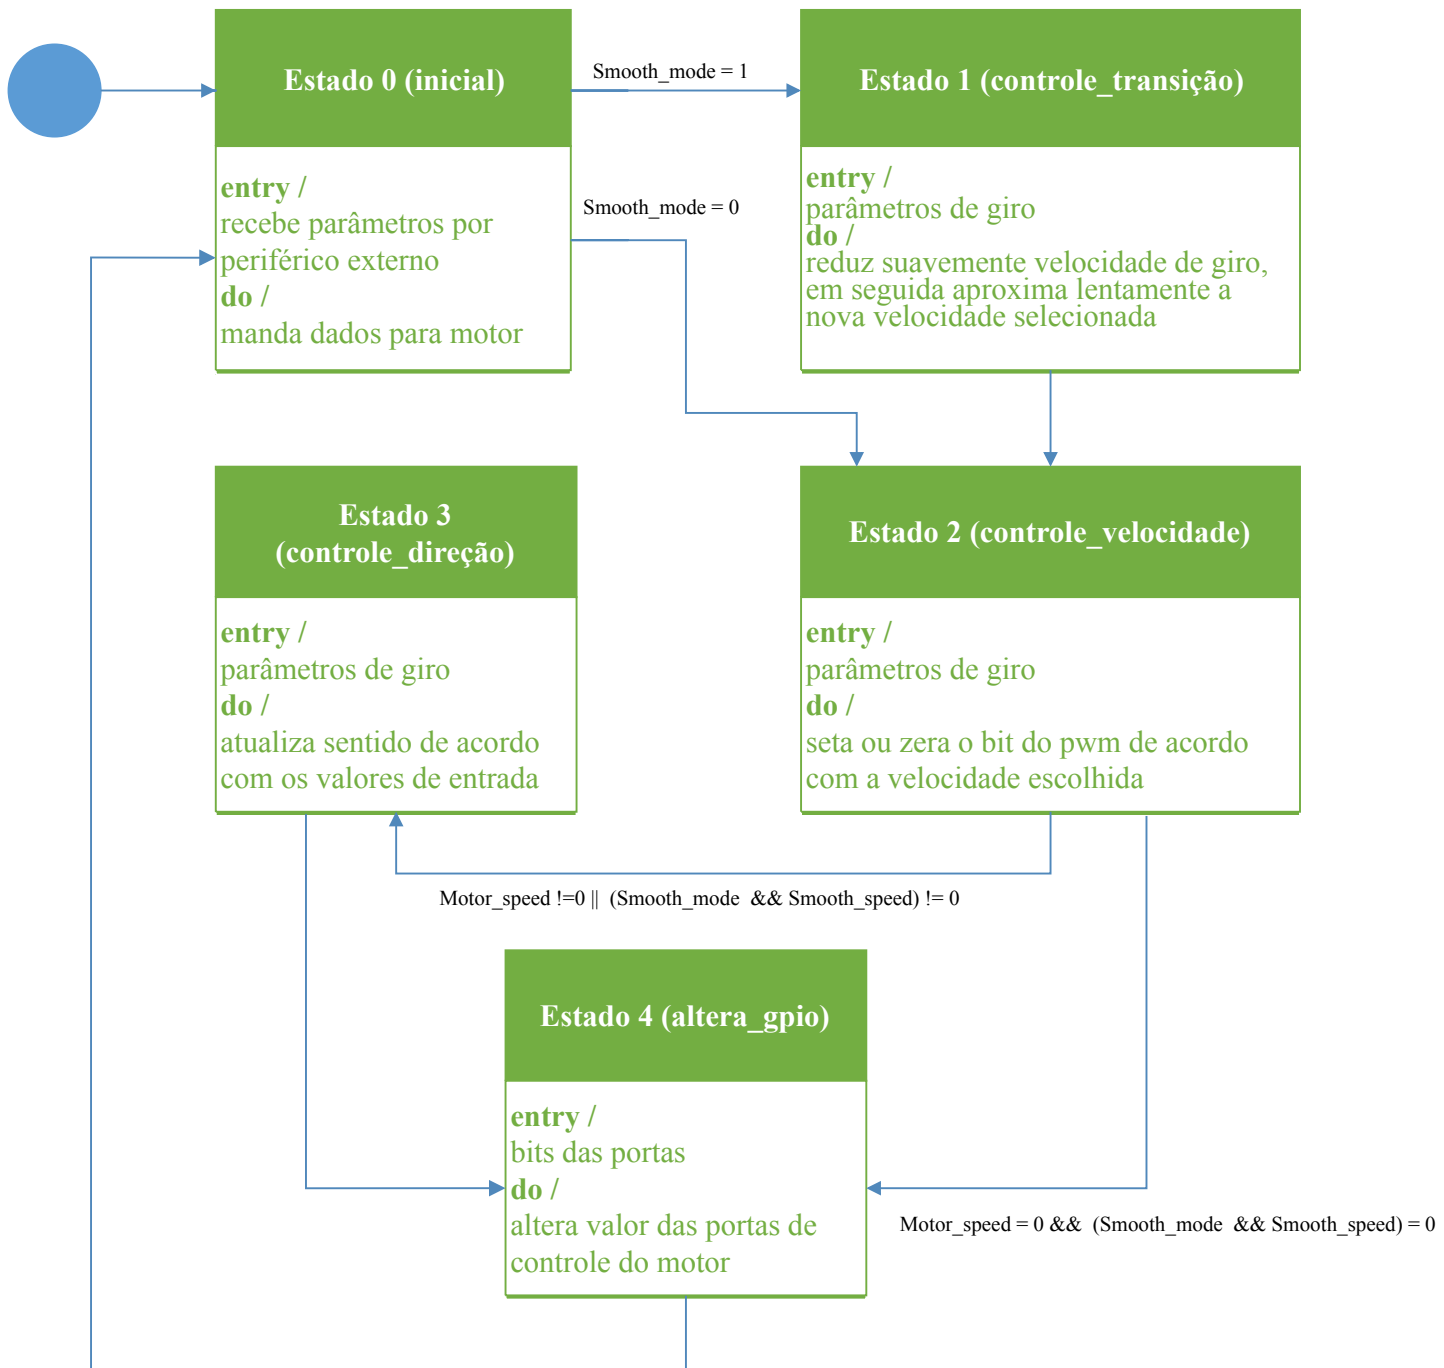 Estado 0 (inicial)
entry /
recebe parâmetros por
periférico externo
do /
manda dados para motor
Smooth_mode = 1
Smooth_mode = 0
Estado 1 (controle_transição)
entry /
parâmetros de giro
do /
reduz suavemente velocidade de giro,
em seguida aproxima lentamente a
nova velocidade selecionada
Estado 2 (controle_velocidade)
entry /
parâmetros de giro
do /
seta ou zera o bit do pwm de acordo
com a velocidade escolhida
Estado 3
(controle_direção)
entry /
parâmetros de giro
do /
atualiza sentido de acordo
com os valores de entrada
Motor_speed !=0 || (Smooth_mode && Smooth_speed) != 0
Estado 4 (altera_gpio)
entry /
bits das portas
do /
altera valor das portas de
controle do motor
Motor_speed = 0 && (Smooth_mode && Smooth_speed) = 0